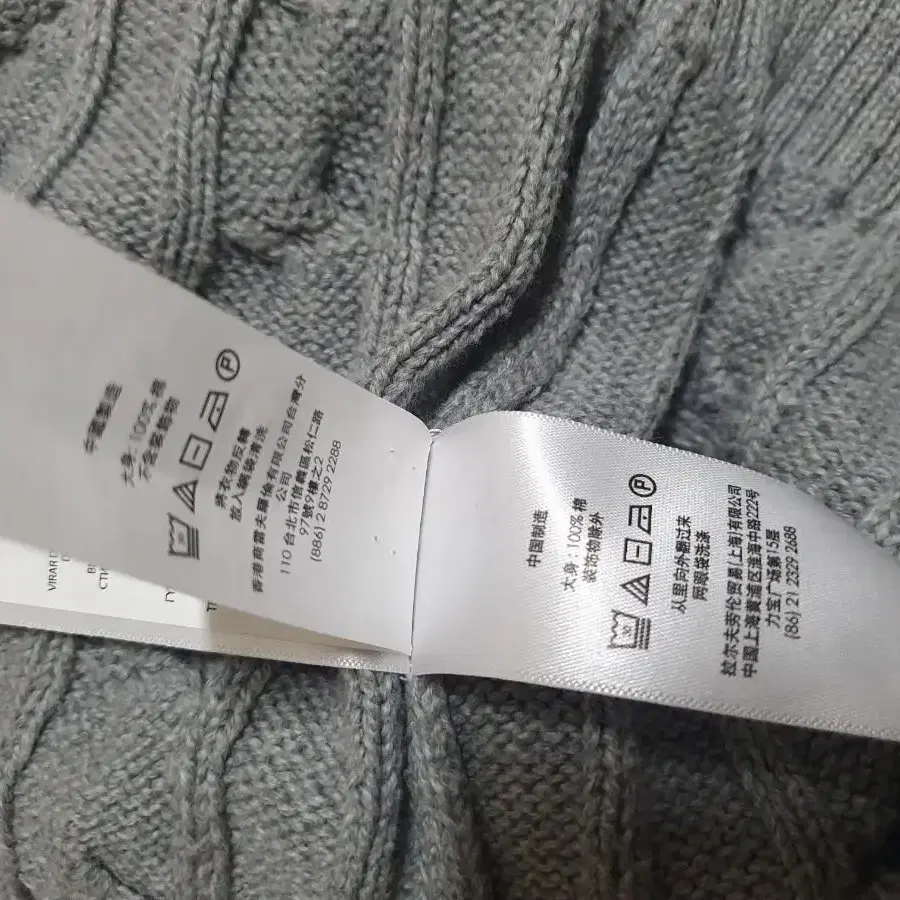 中國製造
大身:100% 棉
不含裝飾物
P
男衣物反轉
放入網袋清洗
香港商雷夫羅倫有限公司台灣分
公司
110 台北市信義區松仁路
97號9樓之2
(886) 2 8729 2288
VIRAR
中国制造
大身:100% 棉
装饰物除外
P
从里向外翻过来
网眼袋洗涤
拉尔夫劳伦贸易(上海)有限公司
中国上海黄浦区淮海中路222号
力宝广场第15层
(86) 21 2329 2688